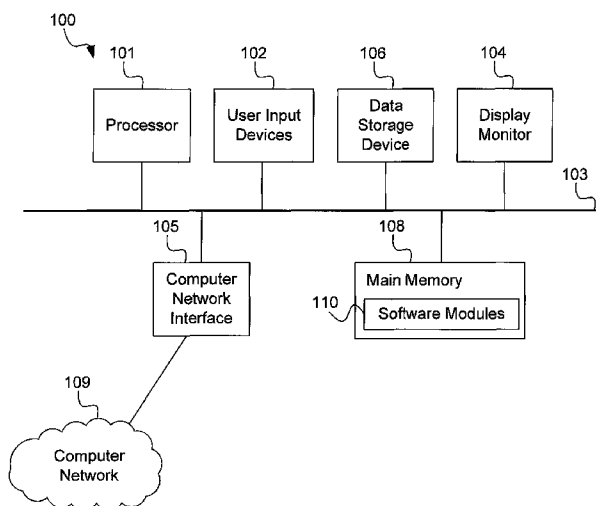 100
101
102
106
104
Processor
User Input
Devices
Data
Storage
Device
Display
Monitor
103
105
108
Computer
Network
Interface
Main Memory
110
Software Modules
109
Computer
Network